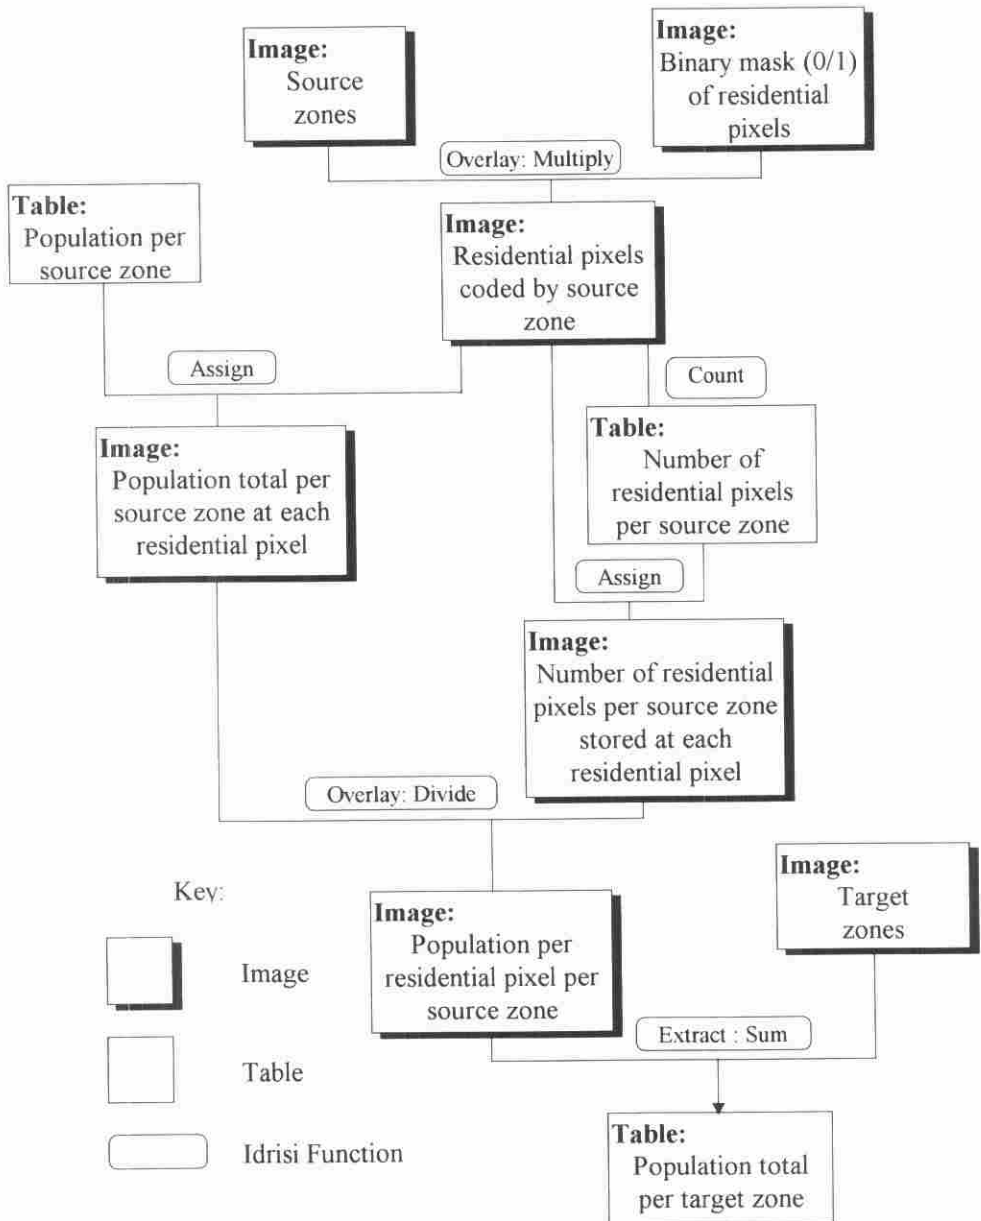 Image:
Source
zones
Image:
Binary mask (0/1)
of residential
pixels
Overlay: Multiply
Table:
Population per
source zone
Image:
Residential pixels
coded by source
zone
Assign
Count
Image:
Population total per
source zone at each
residential pixel
Table:
Number of
residential pixels
per source zone
Assign
Image:
Number of residential
pixels per source zone
stored at each
residential pixel
Overlay: Divide
Image:
Target
zones
Key:
Image
Table
Idrisi Function
Image:
Population per
residential pixel per
source zone
Extract : Sum
Table:
Population total
per target zone